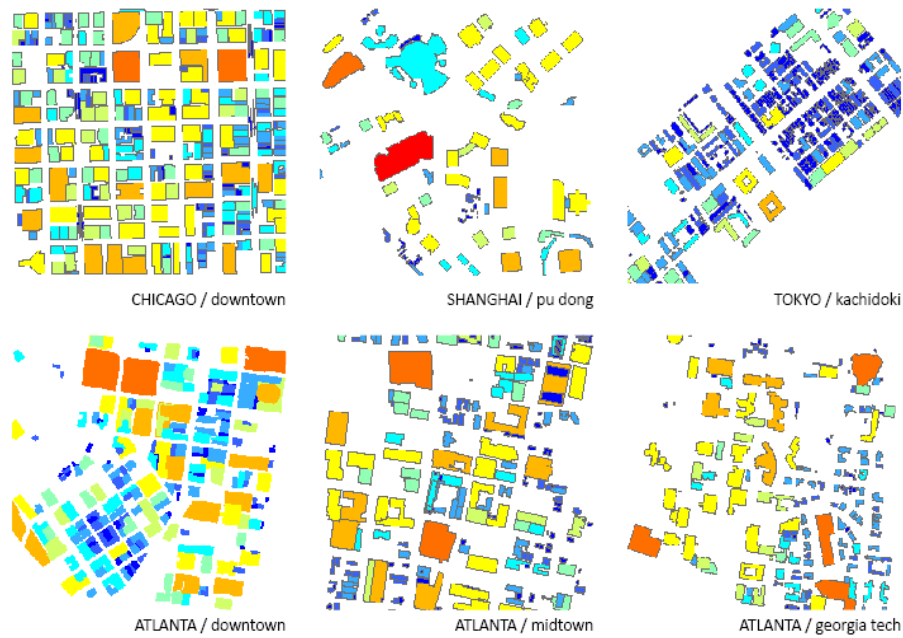 CHICAGO / downtown
SHANGHAI / pu dong
TOKYO / kachidoki
ATLANTA / downtown
ATLANTA / midtown
ATLANTA / georgia tech